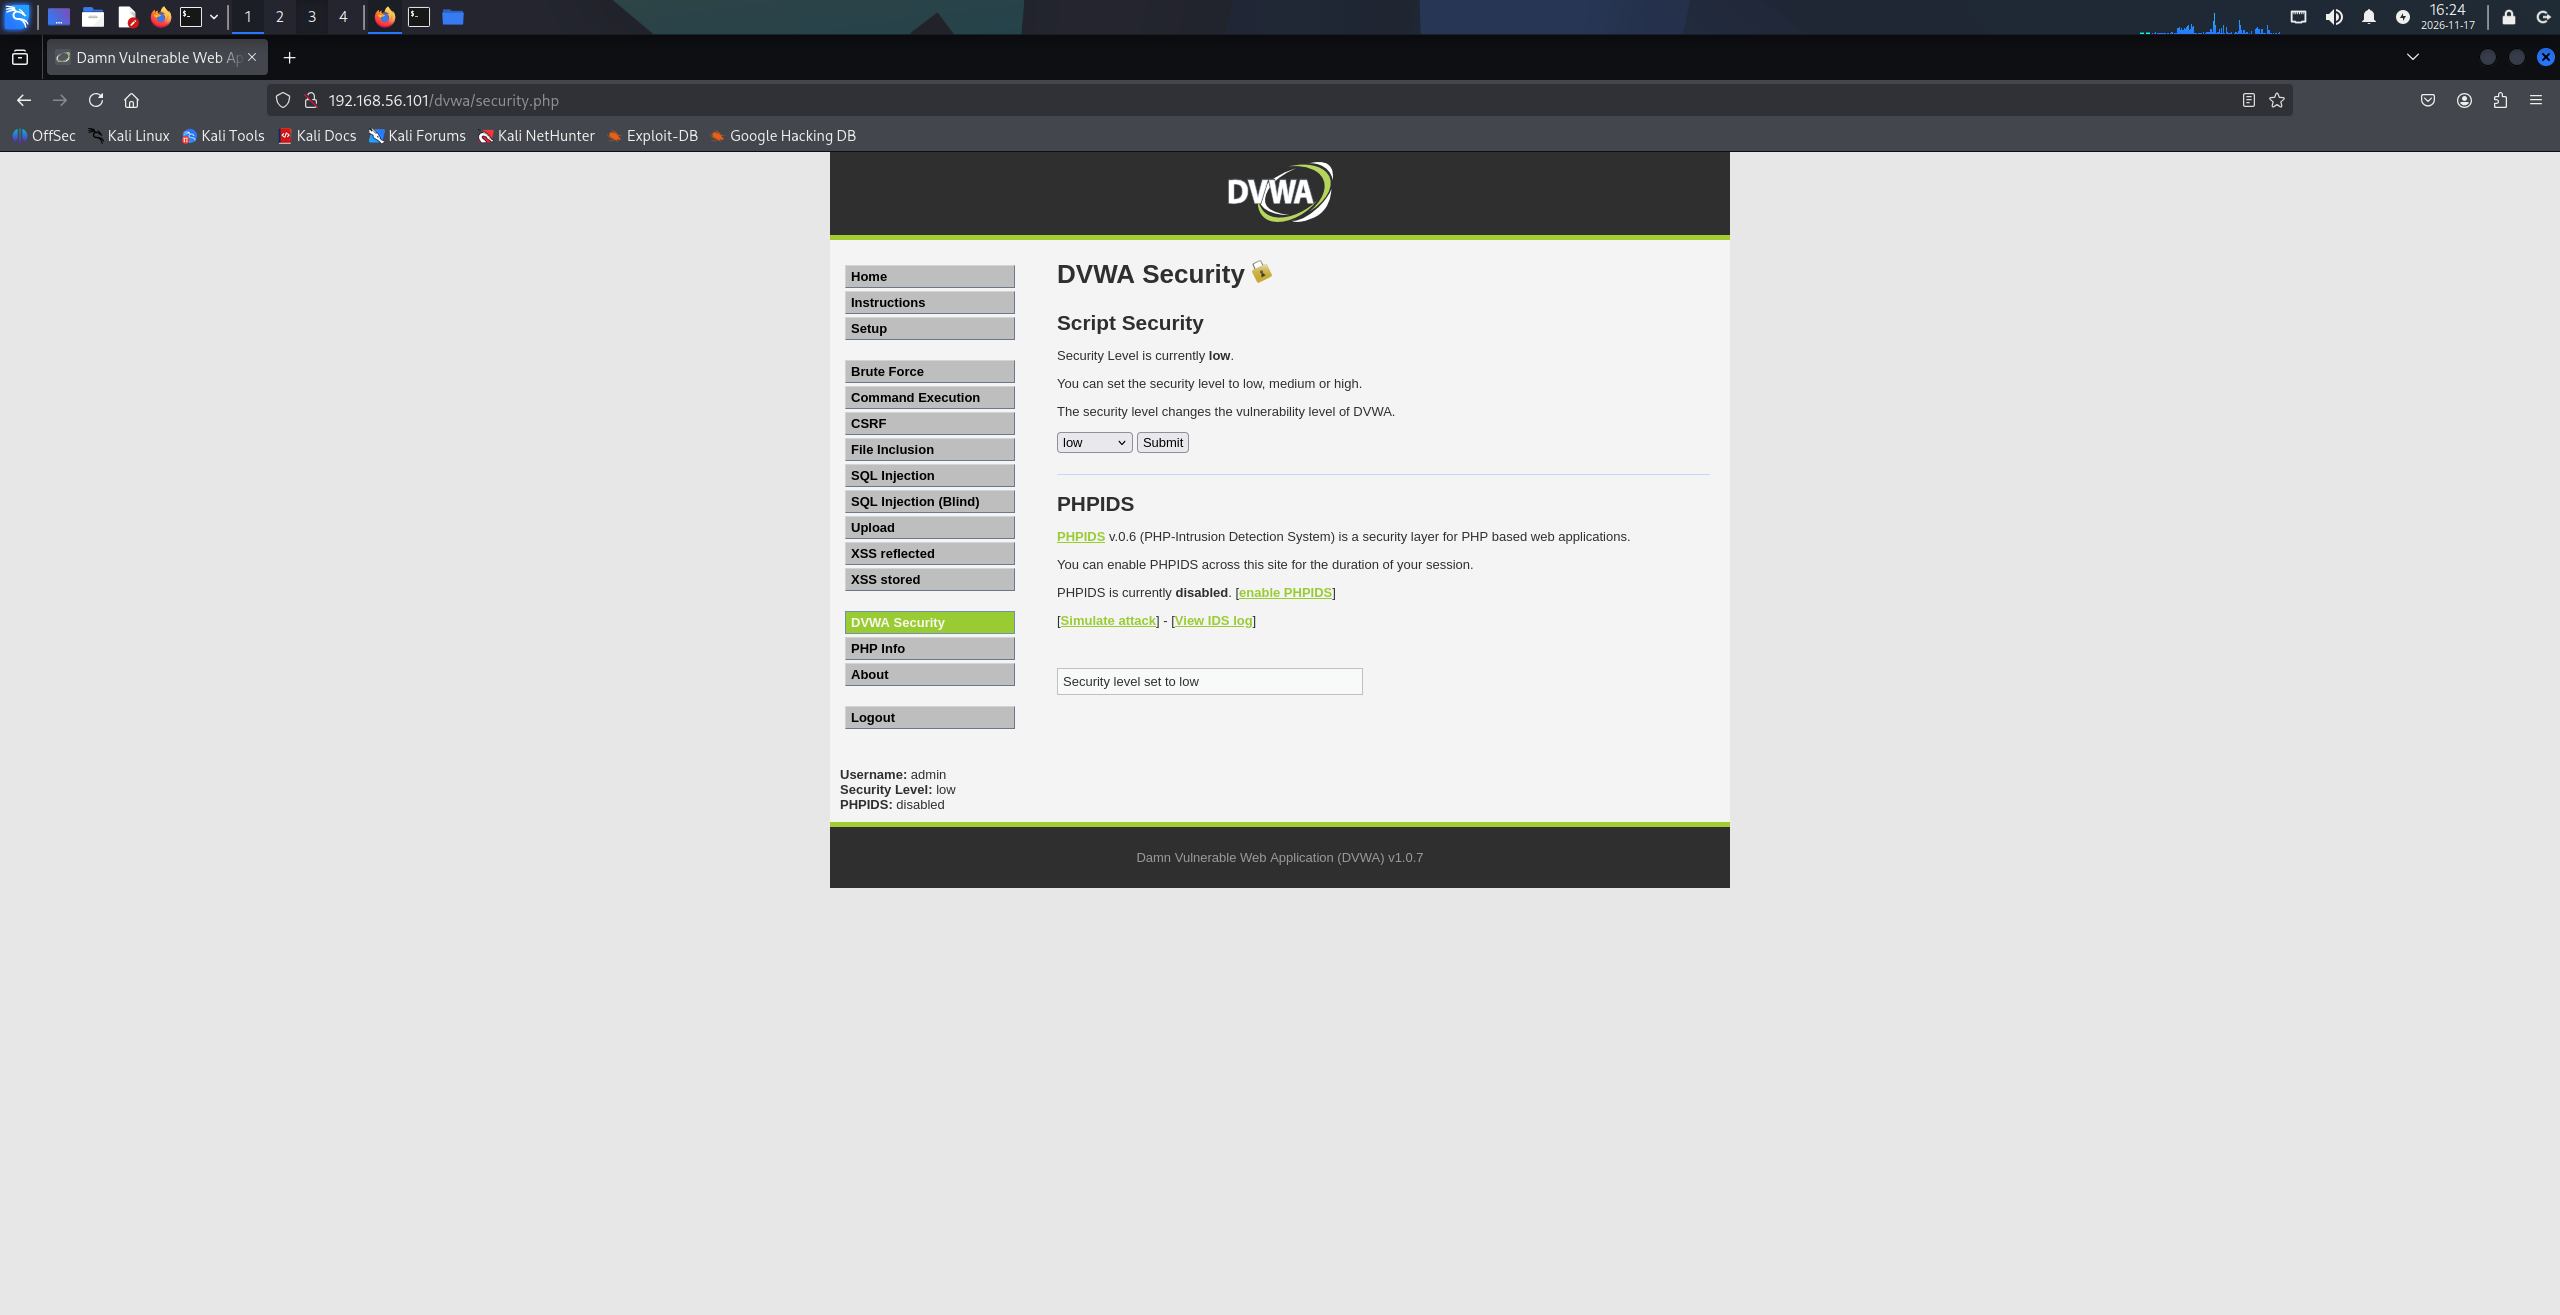 1 2 3 4
16:24
2026-11-17
Damn Vulnerable Web Ap
192.168.56.101/dvwa/security.php
OffSec Kali Linux Kali Tools Kali Docs Kali Forums Kali NetHunter Exploit-DB Google Hacking DB
DVWA
Home
Instructions
Setup
Brute Force
Command Execution
CSRF
File Inclusion
SQL Injection
SQL Injection (Blind)
Upload
XSS reflected
XSS stored
DVWA Security
PHP Info
About
Logout
DVWA Security
Script Security
Security Level is currently low.
You can set the security level to low, medium or high.
The security level changes the vulnerability level of DVWA.
low Submit
PHPIDS
PHPIDS v.0.6 (PHP-Intrusion Detection System) is a security layer for PHP based web applications.
You can enable PHPIDS across this site for the duration of your session.
PHPIDS is currently disabled. [enable PHPIDS]
[Simulate attack] - [View IDS log]
Security level set to low
Username: admin
Security Level: low
PHPIDS: disabled
Damn Vulnerable Web Application (DVWA) v1.0.7